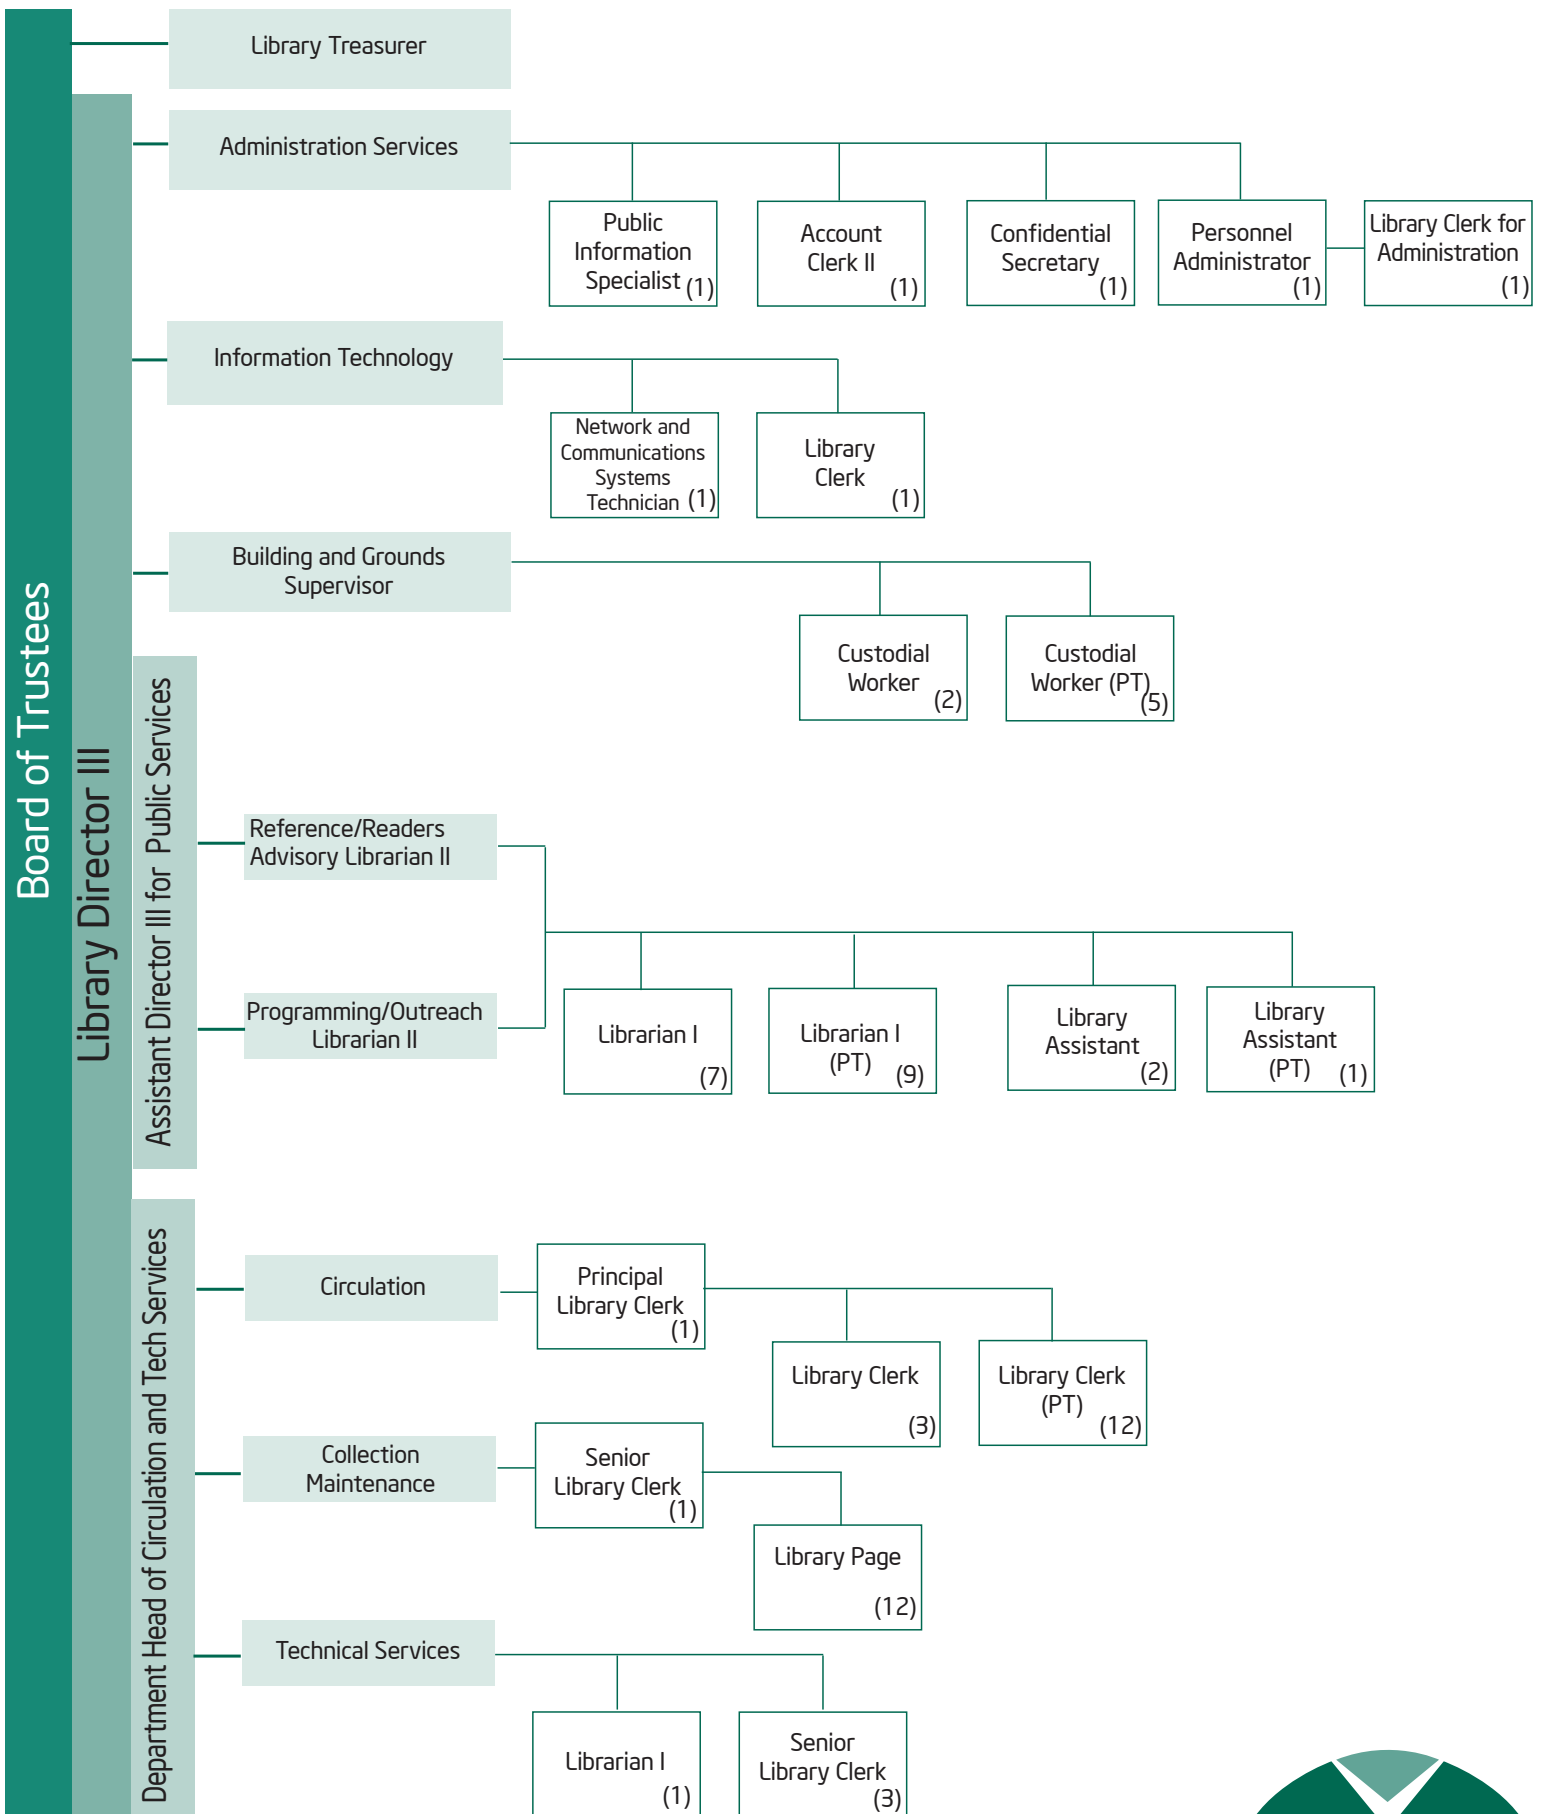 Board of Trustees
Library Director III
Library Treasurer
Administration Services
Public
Information
Specialist (1)
Account
Clerk II
(1)
Confidential
Secretary
(1)
Personnel
Administrator
(1)
Library Clerk for
Administration
(1)
Information Technology
Network and
Communications
Systems
Technician (1)
Library
Clerk
(1)
Building and Grounds
Supervisor
Custodial
Worker
(2)
Custodial
Worker (PT)
(5)
Assistant Director III for Public Services
Reference/Readers
Advisory Librarian II
Programming/Outreach
Librarian II
Librarian I
(7)
Librarian I
(PT) (9)
Library
Assistant
(2)
Library
Assistant
(PT) (1)
Department Head of Circulation and Tech Services
Circulation
Principal
Library Clerk
(1)
Library Clerk
(3)
Library Clerk
(PT)
(12)
Collection
Maintenance
Senior
Library Clerk
(1)
Library Page
(12)
Technical Services
Librarian I
(1)
Senior
Library Clerk
(3)